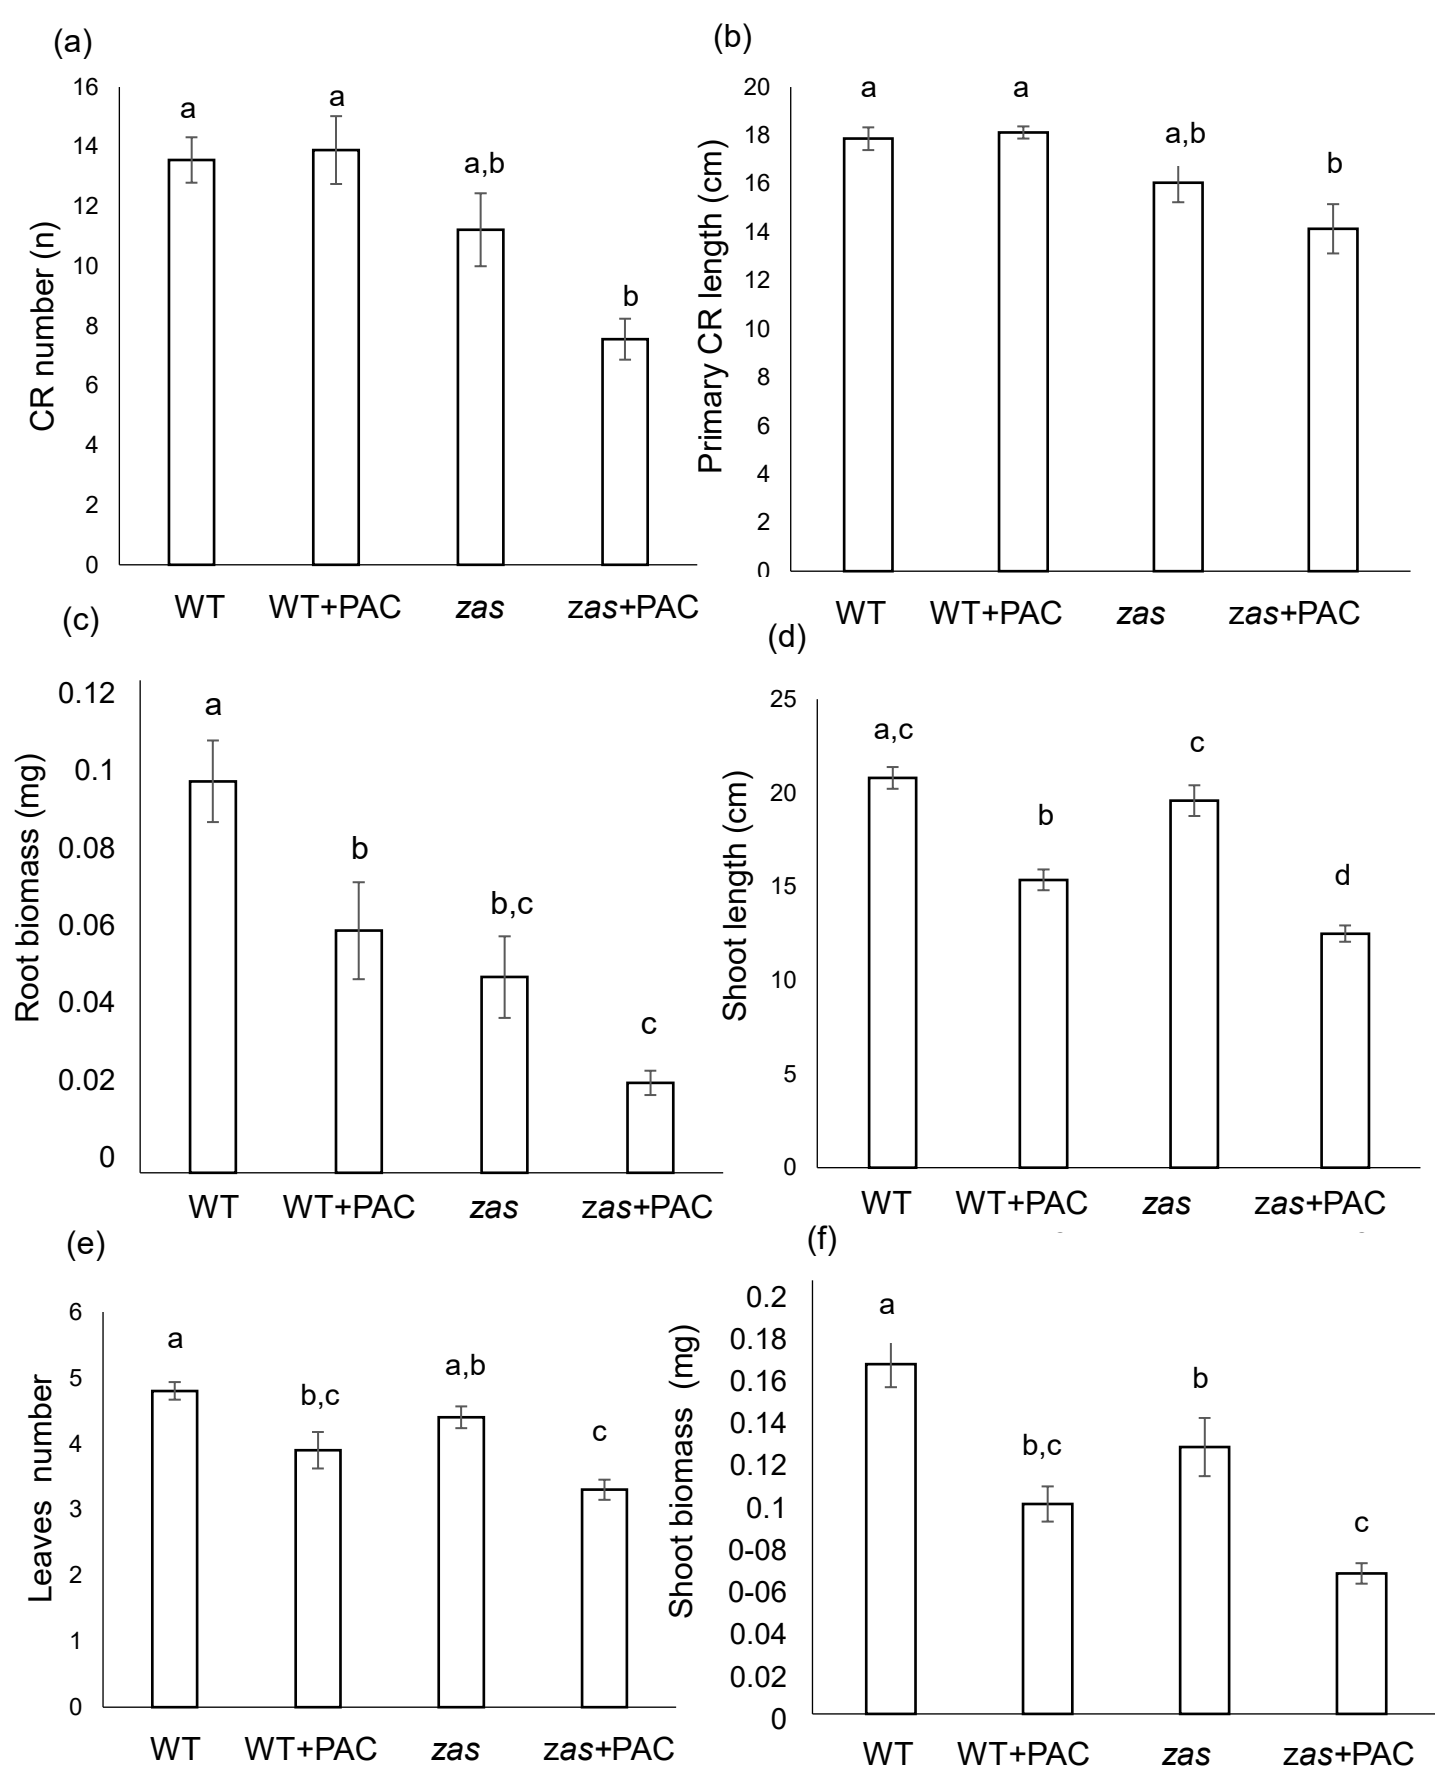 (a)
16
14
12
10
8
6
4
2
0
CR number (n)
a
a
a,b
b
WT WT+PAC zas zas+PAC
(b)
20
18
16
14
12
10
8
6
4
2
0
Primary CR length (cm)
a
a
a,b
b
WT WT+PAC zas zas+PAC
(c)
0.12
0.1
0.08
0.06
0.04
0.02
0
Root biomass (mg)
a
b
b,c
c
WT WT+PAC zas zas+PAC
(d)
25
20
15
10
5
0
Shoot length (cm)
a,c
b
c
d
WT WT+PAC zas zas+PAC
(e)
6
5
4
3
2
1
0
Leaves number
a
b,c
a,b
c
WT WT+PAC zas zas+PAC
(f)
0.2
0.18
0.16
0.14
0.12
0.1
0-08
0-06
0.04
0.02
0
Shoot biomass (mg)
a
b,c
b
c
WT WT+PAC zas zas+PAC